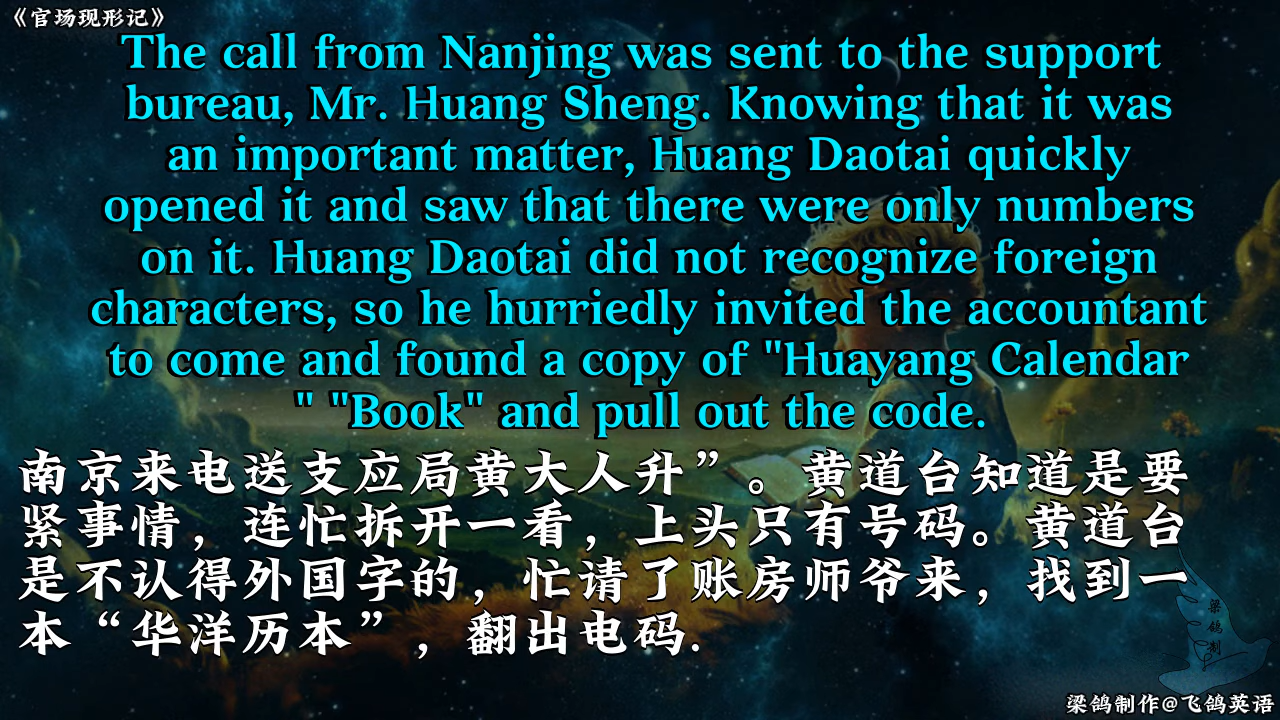 《官场现形记》
The call from Nanjing was sent to the support
bureau, Mr. Huang Sheng. Knowing that it was
an important matter, Huang Daotai quickly
opened it and saw that there were only numbers
on it. Huang Daotai did not recognize foreign
characters, so he hurriedly invited the accountant
to come and found a copy of "Huayang Calendar
" "Book" and pull out the code.
南京来电送支应局黄大人升”。黄道台知道是要
紧事情，连忙拆开一看，上头只有号码。黄道台
是不认得外国字的，忙请了账房师爷来，找到一
本“华洋历本”，翻出电码.
梁鸽制
梁鸽制作@飞鸽英语